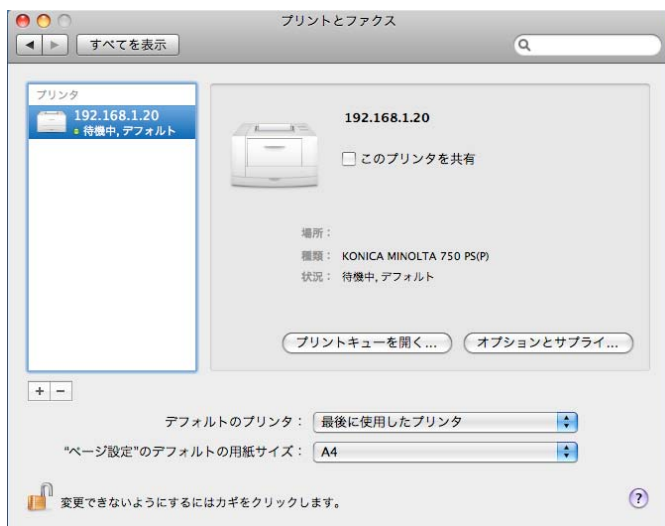 プリントとファクス
すべてを表示
プリンタ
192.168.1.20
待機中, デフォルト
192.168.1.20
このプリンタを共有
場所：
種類： KONICA MINOLTA 750 PS(P)
状況： 待機中, デフォルト
プリントキューを開く...
オプションとサプライ...
+ −
デフォルトのプリンタ： 最後に使用したプリンタ
"ページ設定"のデフォルトの用紙サイズ： A4
変更できないようにするにはカギをクリックします。
?